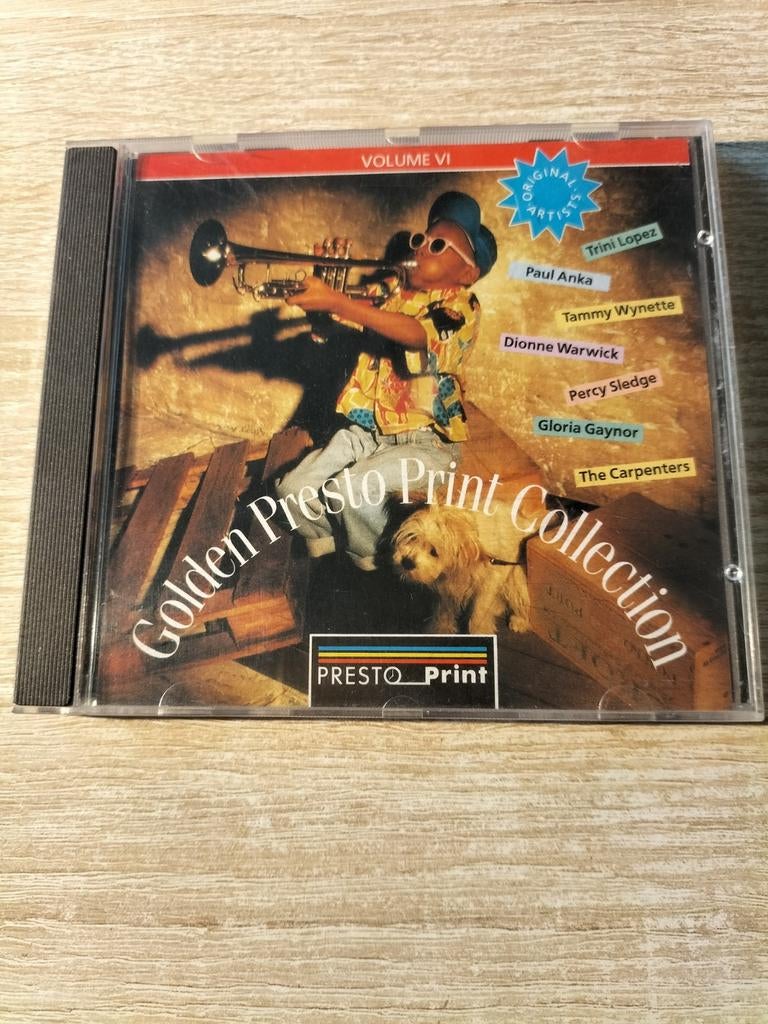 VOLUME VI
ORIGINAL
ARTISTS
Trini Lopez
Paul Anka
Tammy Wynette
Dionne Warwick
Percy Sledge
Gloria Gaynor
The Carpenters
Golden Presto Print Collection
PRESTO Print